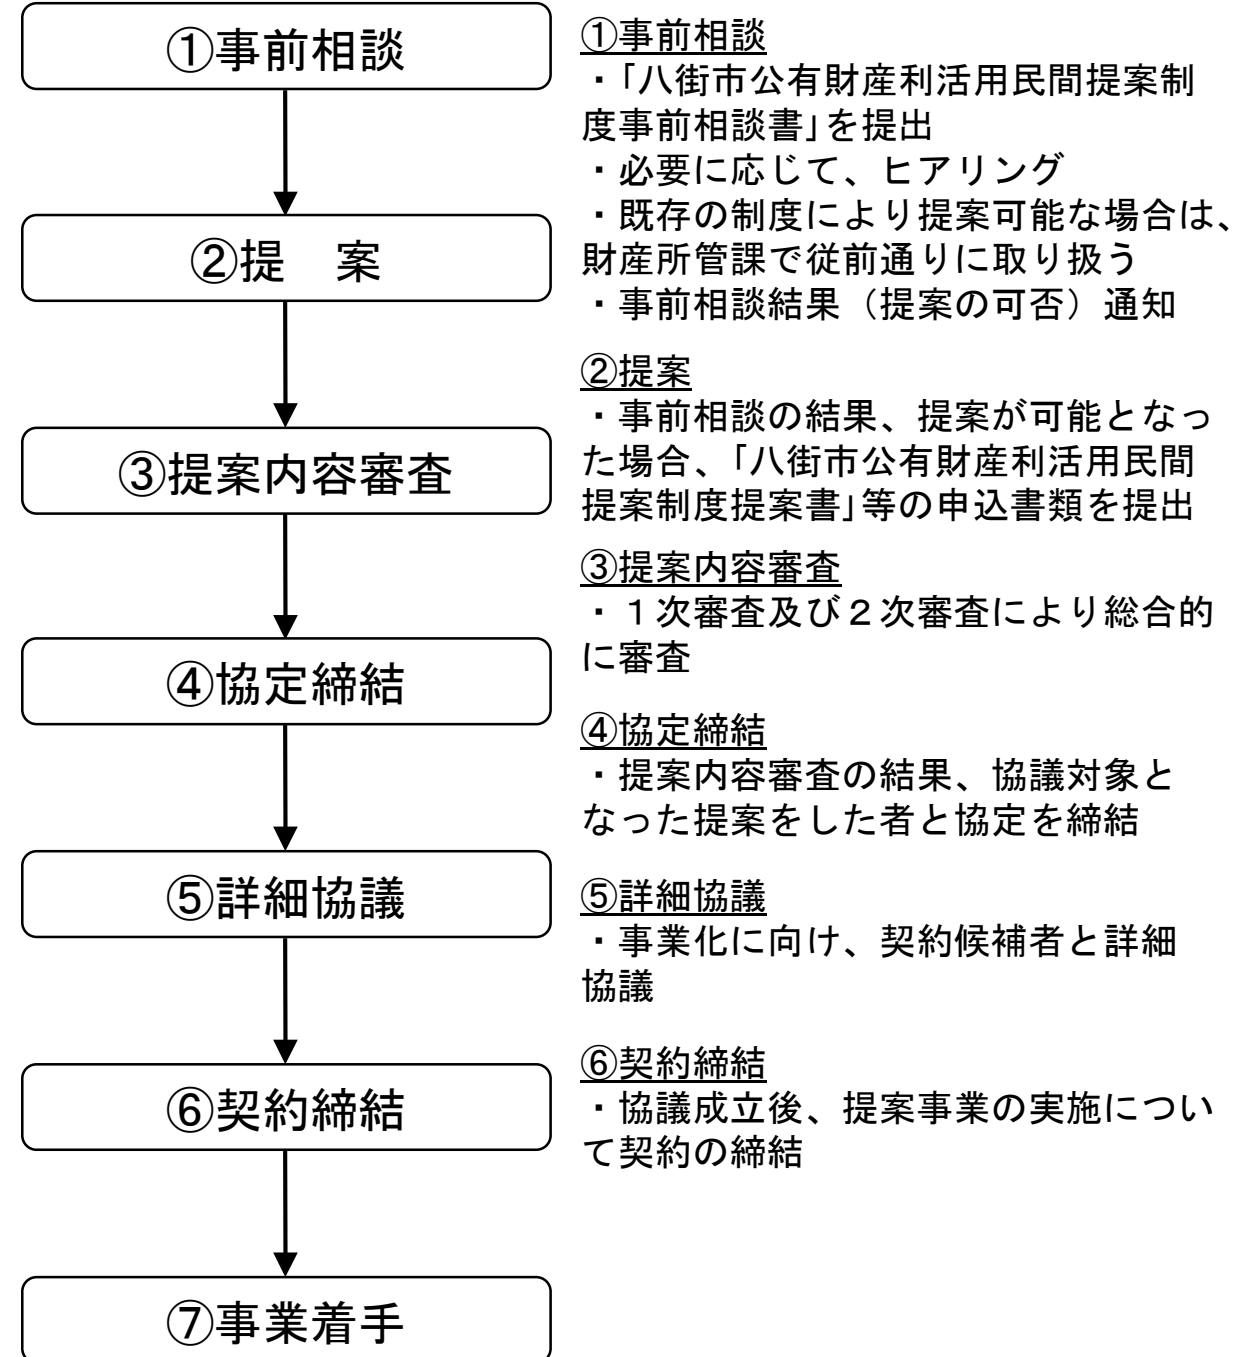 ①事前相談
②提　案
③提案内容審査
④協定締結
⑤詳細協議
⑥契約締結
⑦事業着手
①事前相談
・「八街市公有財産利活用民間提案制
度事前相談書」を提出
・必要に応じて、ヒアリング
・既存の制度により提案可能な場合は、
財産所管課で従前通りに取り扱う
・事前相談結果（提案の可否）通知
②提案
・事前相談の結果、提案が可能となっ
た場合、「八街市公有財産利活用民間
提案制度提案書」等の申込書類を提出
③提案内容審査
・１次審査及び２次審査により総合的
に審査
④協定締結
・提案内容審査の結果、協議対象と
なった提案をした者と協定を締結
⑤詳細協議
・事業化に向け、契約候補者と詳細
協議
⑥契約締結
・協議成立後、提案事業の実施につい
て契約の締結